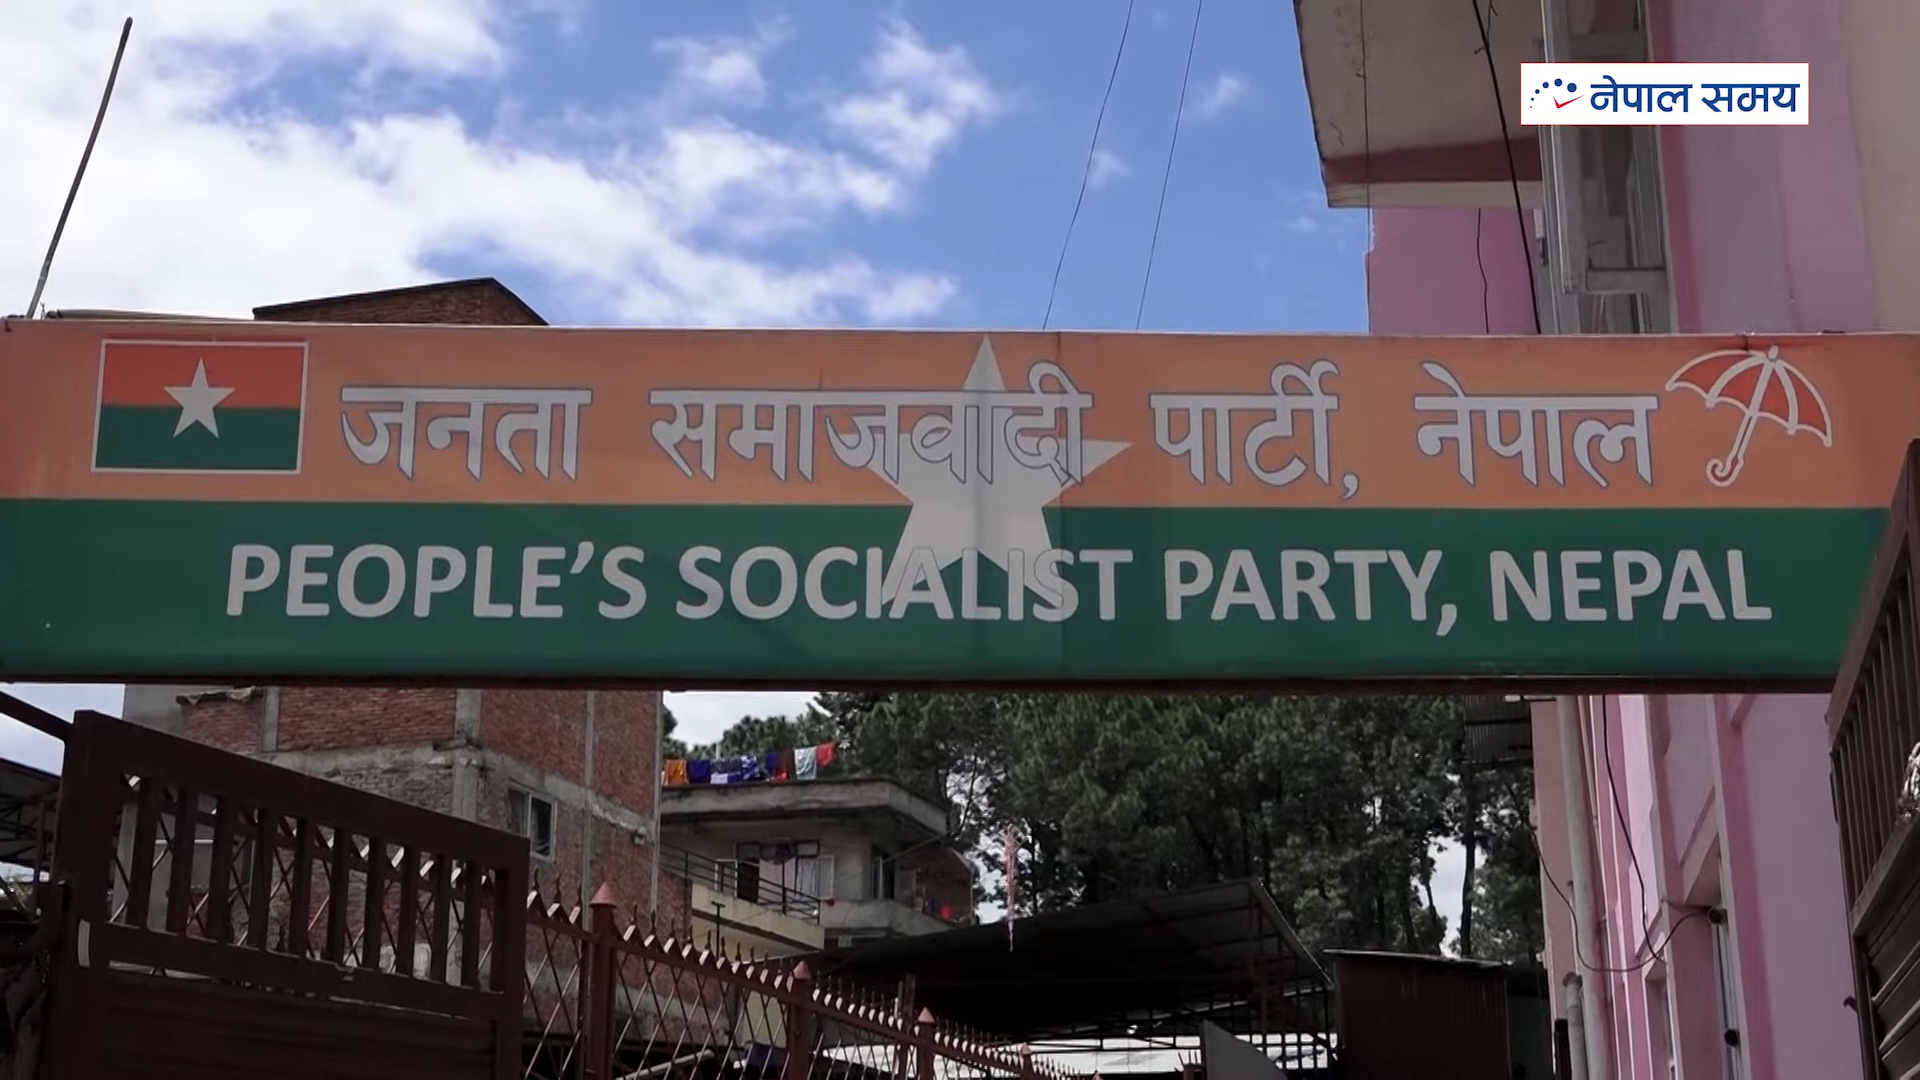 नेपाल समय
जनता समाजवादी पार्टी, नेपाल
PEOPLE'S SOCIALIST PARTY, NEPAL